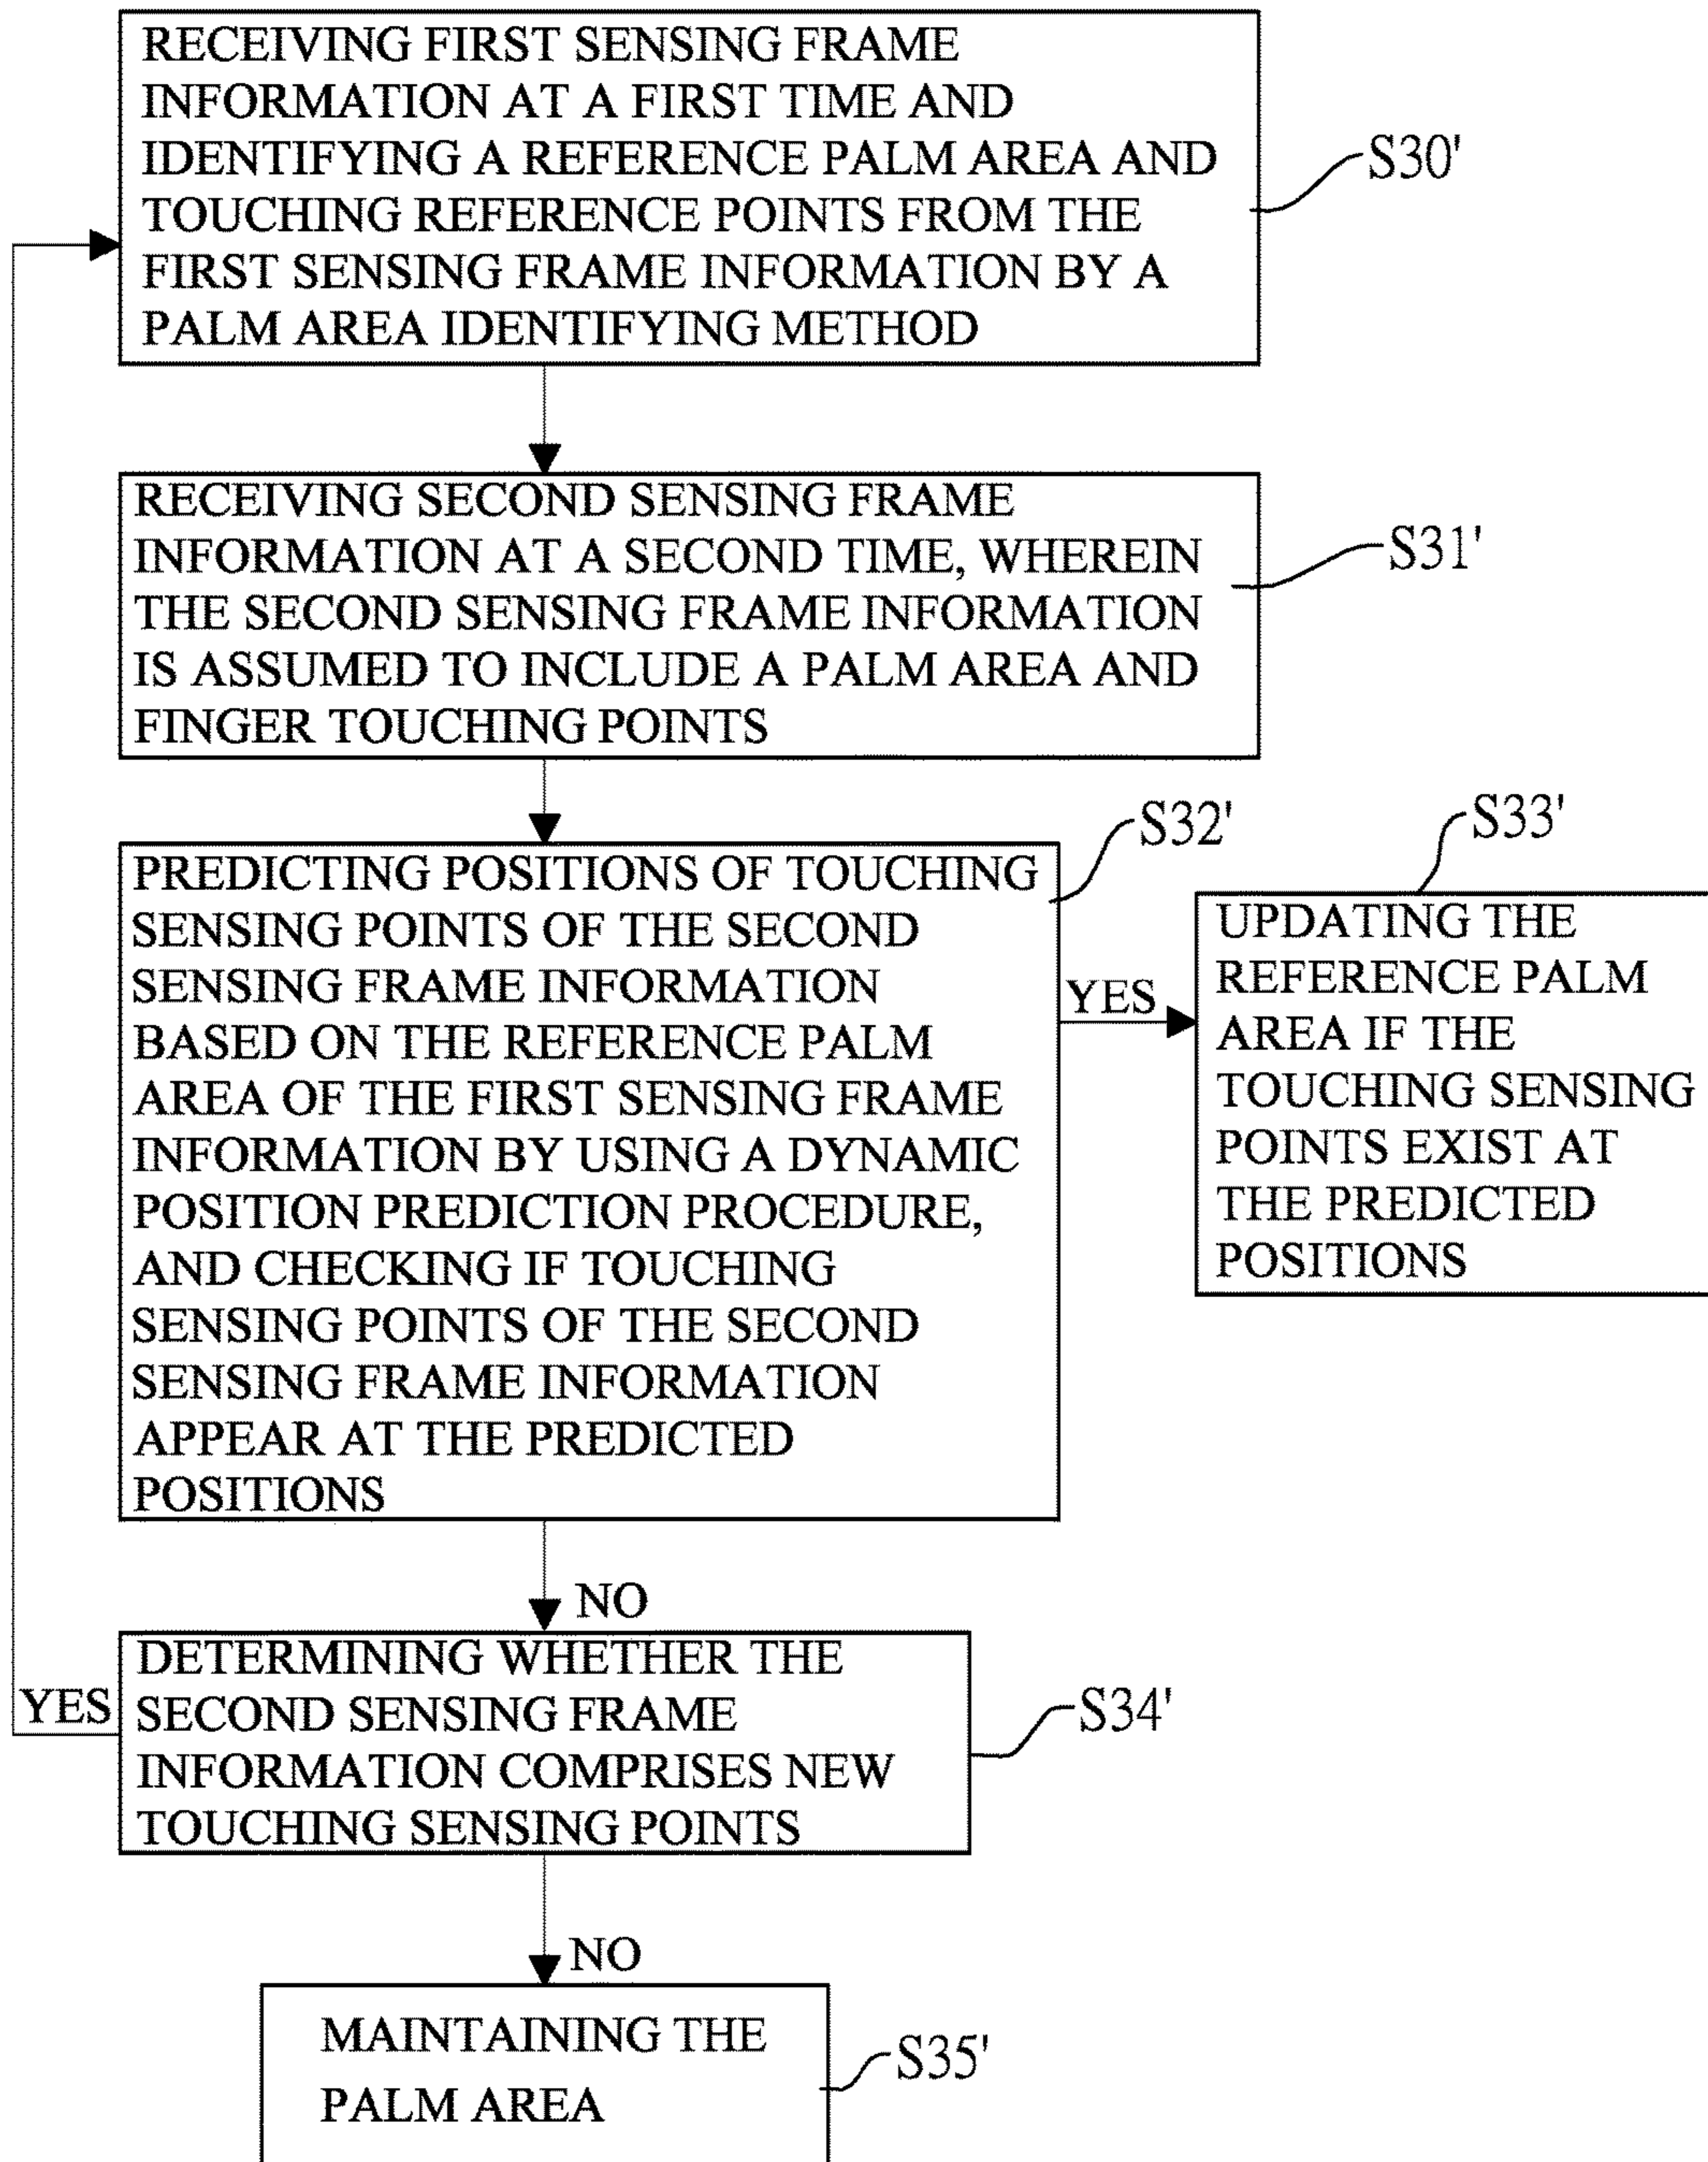 RECEIVING FIRST SENSING FRAME
INFORMATION AT A FIRST TIME AND
IDENTIFYING A REFERENCE PALM AREA AND
TOUCHING REFERENCE POINTS FROM THE
FIRST SENSING FRAME INFORMATION BY A
PALM AREA IDENTIFYING METHOD
S30'
RECEIVING SECOND SENSING FRAME
INFORMATION AT A SECOND TIME, WHEREIN
THE SECOND SENSING FRAME INFORMATION
IS ASSUMED TO INCLUDE A PALM AREA AND
FINGER TOUCHING POINTS
S31'
PREDICTING POSITIONS OF TOUCHING
SENSING POINTS OF THE SECOND
SENSING FRAME INFORMATION
BASED ON THE REFERENCE PALM
AREA OF THE FIRST SENSING FRAME
INFORMATION BY USING A DYNAMIC
POSITION PREDICTION PROCEDURE,
AND CHECKING IF TOUCHING
SENSING POINTS OF THE SECOND
SENSING FRAME INFORMATION
APPEAR AT THE PREDICTED
POSITIONS
S32'
YES
S33'
UPDATING THE
REFERENCE PALM
AREA IF THE
TOUCHING SENSING
POINTS EXIST AT
THE PREDICTED
POSITIONS
NO
YES
DETERMINING WHETHER THE
SECOND SENSING FRAME
INFORMATION COMPRISES NEW
TOUCHING SENSING POINTS
S34'
NO
MAINTAINING THE
PALM AREA
S35'